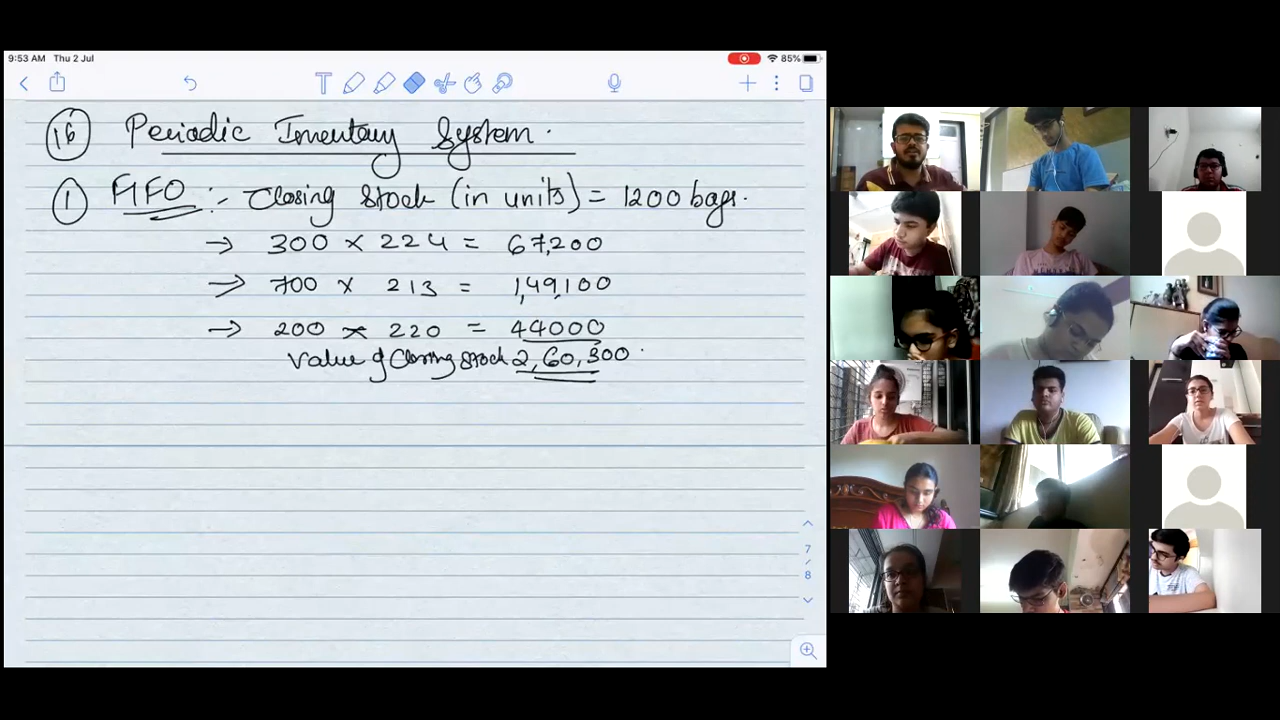 9:53 AM Thu 2 Jul
85%
T
16 Periodic Inventory System.
1 FIFO :- Closing Stock (in units) = 1200 bags.
→ 300 × 224 = 67,200
→ 700 × 213 = 1,49,100
→ 200 × 220 = 44000
Value of Closing Stock 2,60,300
7
/
8